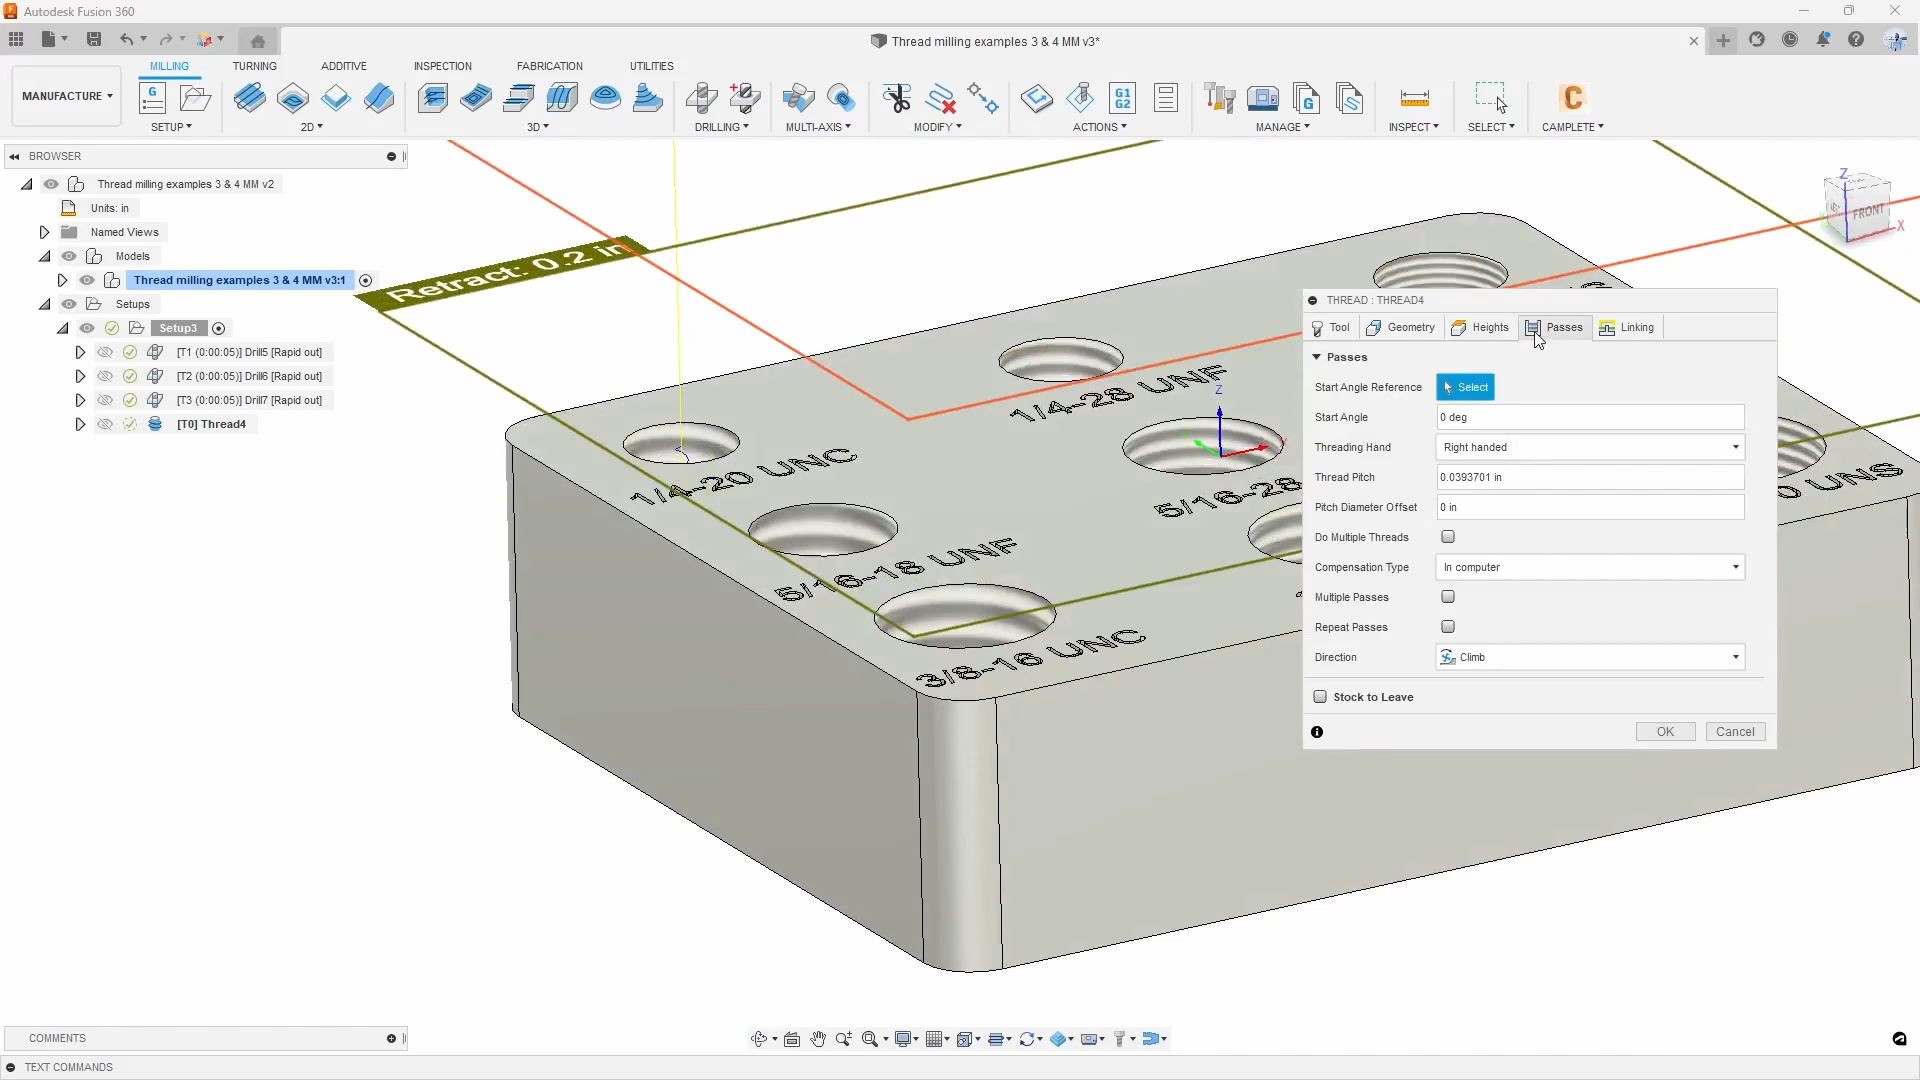 Autodesk Fusion 360
Thread milling examples 3 & 4 MM v3*
MILLING TURNING ADDITIVE INSPECTION FABRICATION UTILITIES
MANUFACTURE
G
G1
G2
G
C
SETUP 2D 3D DRILLING MULTI-AXIS MODIFY ACTIONS MANAGE INSPECT SELECT CAMPLETE
BROWSER
Thread milling examples 3 & 4 MM v2
Units: in
Named Views
Models
Thread milling examples 3 & 4 MM v3:1
Setups
Setup3
[T1 (0:00:05)] Drill5 [Rapid out]
[T2 (0:00:05)] Drill6 [Rapid out]
[T3 (0:00:05)] Drill7 [Rapid out]
[T0] Thread4
Retract: 0.2 in
1/4-20 UNC
1/4-28 UNF
5/16-18 UNF
5/16-28
3/8-16 UNC
Z
Z
FRONT
X
THREAD : THREAD4
Tool Geometry Heights Passes Linking
Passes
Start Angle Reference Select
Start Angle 0 deg
Threading Hand Right handed
Thread Pitch 0.0393701 in
Pitch Diameter Offset 0 in
Do Multiple Threads
Compensation Type In computer
Multiple Passes
Repeat Passes
Direction Climb
Stock to Leave
OK Cancel
COMMENTS
TEXT COMMANDS